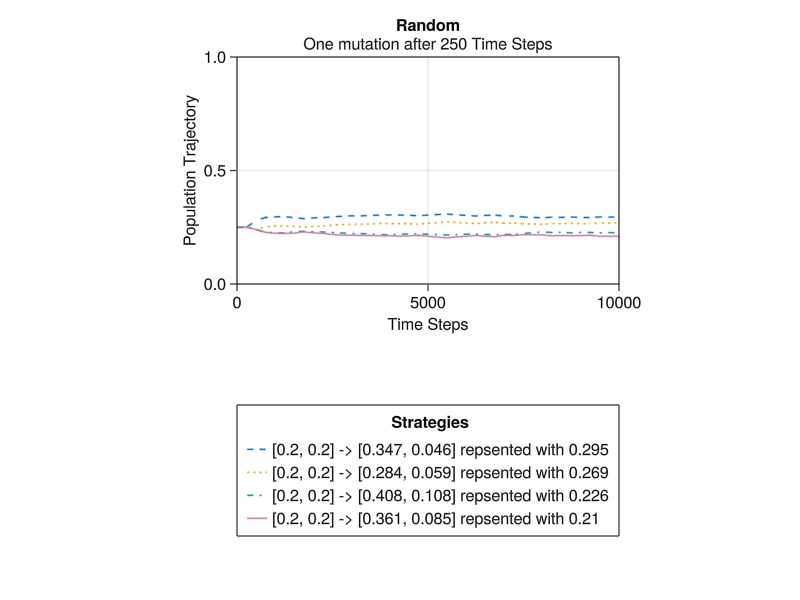 Random
One mutation after 250 Time Steps
1.0
Population Trajectory
0.5
0.0
0
5000
10000
Time Steps
Strategies
[0.2, 0.2] -> [0.347, 0.046] repsented with 0.295
[0.2, 0.2] -> [0.284, 0.059] repsented with 0.269
[0.2, 0.2] -> [0.408, 0.108] repsented with 0.226
[0.2, 0.2] -> [0.361, 0.085] repsented with 0.21